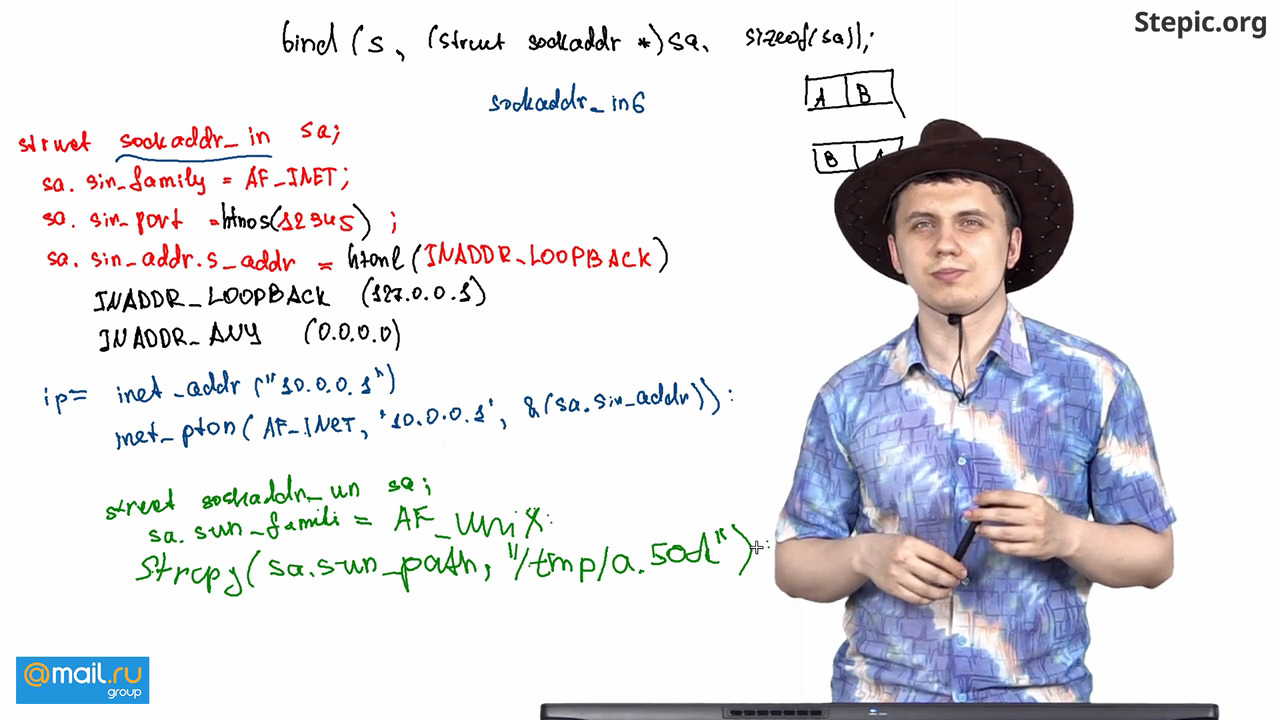 Stepic.org
bind (s, (struct sockaddr *)sa, sizeof(sa));
sockaddr_in6
A B
B A
struct sockaddr_in sa;
sa. sin_family = AF_INET;
sa. sin_port = htnos(12345) ;
sa. sin_addr.s_addr = htonl (INADDR_LOOPBACK)
INADDR_LOOPBACK (127.0.0.1)
INADDR_ANY (0.0.0.0)
ip= inet_addr ("10.0.0.1")
inet_pton( AF_INET, "10.0.0.1", &(sa.sin_addr));
struct sockaddr_un sa;
sa. sun_famili = AF_UNIX;
Strcpy( sa.sun_path, "/tmp/a.sock");
@mail.ru
group